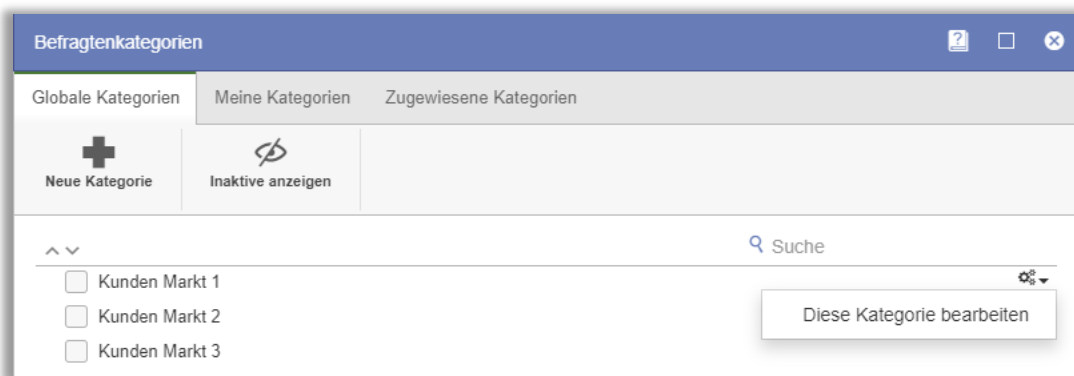 Befragtenkategorien
Globale Kategorien Meine Kategorien Zugewiesene Kategorien
Neue Kategorie Inaktive anzeigen
Suche
Kunden Markt 1
Diese Kategorie bearbeiten
Kunden Markt 2
Kunden Markt 3